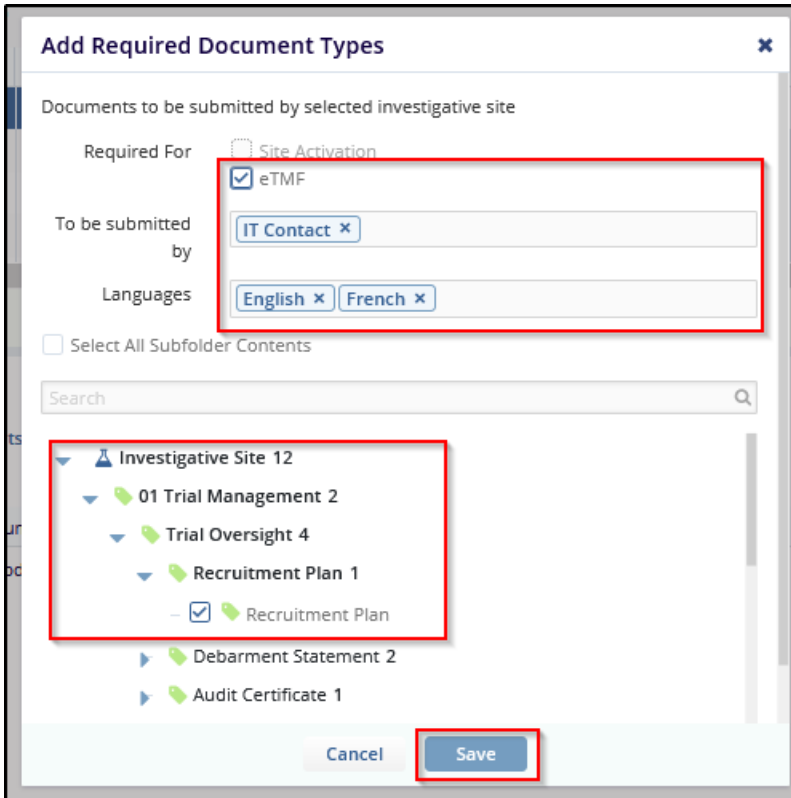 Add Required Document Types ×
Documents to be submitted by selected investigative site
Required For
Site Activation
eTMF
To be submitted by
IT Contact ×
Languages
English × French ×
Select All Subfolder Contents
Search
Investigative Site 12
01 Trial Management 2
Trial Oversight 4
Recruitment Plan 1
Recruitment Plan
Debarment Statement 2
Audit Certificate 1
Cancel Save